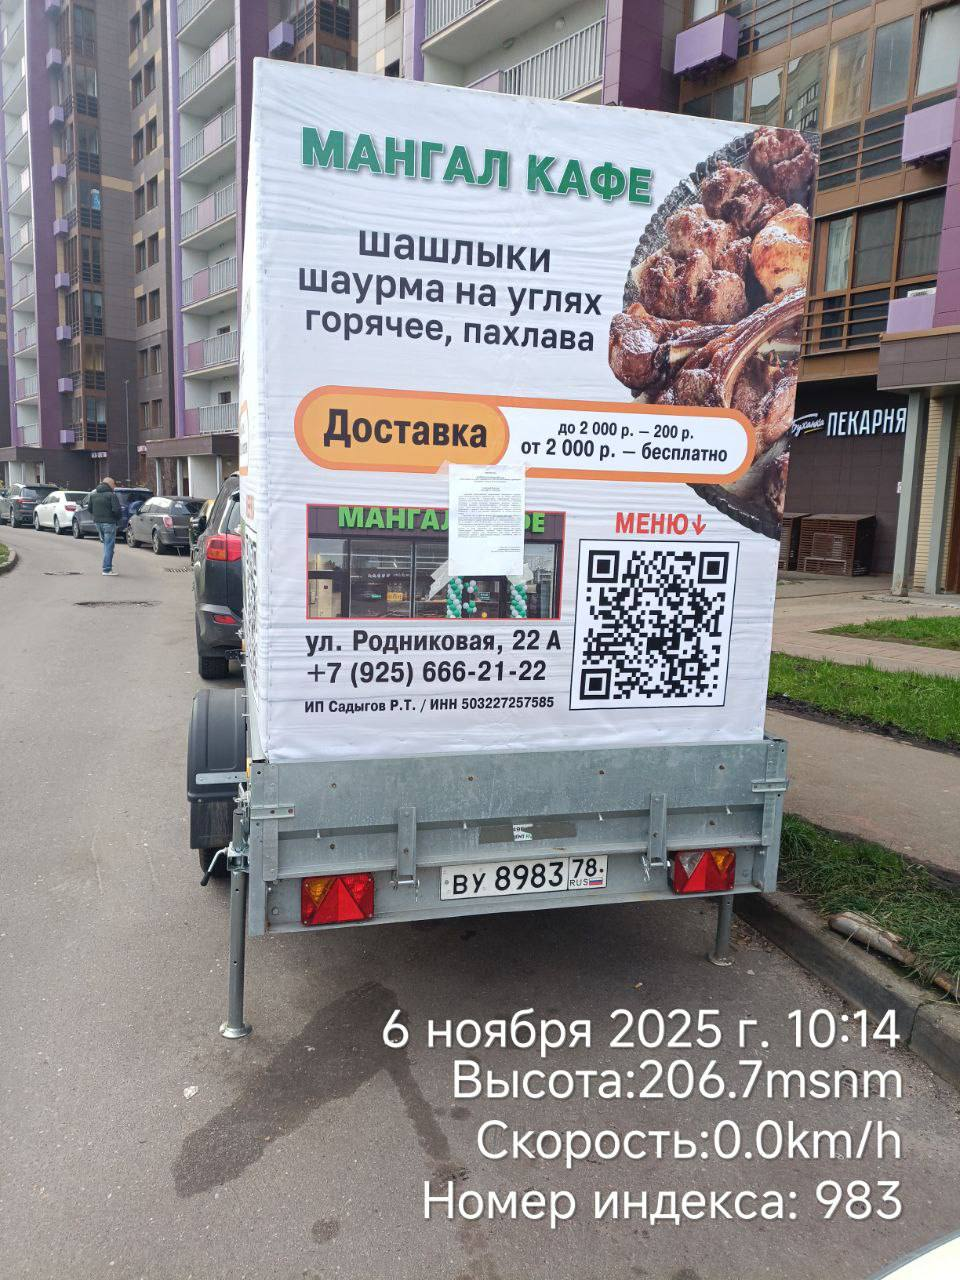 МАНГАЛ КАФЕ
шашлыки
шаурма на углях
горячее, пахлава
Доставка
до 2 000 р. — 200 р.
от 2 000 р. — бесплатно
Буханка ПЕКАРНЯ
МЕНЮ↓
ул. Родниковая, 22 А
+7 (925) 666-21-22
ИП Садыгов Р.Т. / ИНН 503227257585
ВУ 8983 78
RUS
6 ноября 2025 г. 10:14
Высота:206.7msnm
Скорость:0.0km/h
Номер индекса: 983